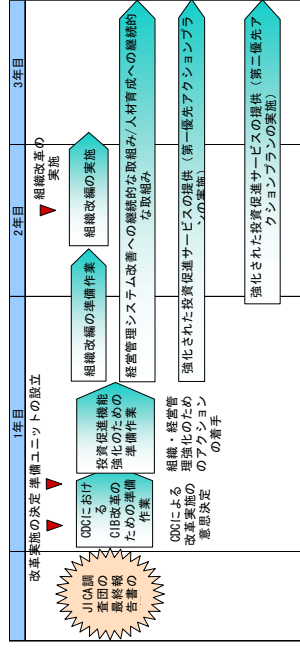 1年目
2年目
3年目
改革実施の決定
準備ユニットの設立
組織改革の
実施
JICA調
査団の
最終報
告書の
CDCIにおけ
る
CIB改革の
ための準備
作業
投資促進機能
強化のための
準備作業
組織改編の準備作業
組織改編の実施
経営管理システム改善への継続的な取組み/人材育成への継続的
な取組み
強化された投資促進サービスの提供（第一優先アクションプラ
ンの実施）
強化された投資促進サービスの提供（第二優先ア
クションプランの実施）
CDCIによる
改革実施の
意思決定
組織・経営管
理強化のため
のアクション
の着手